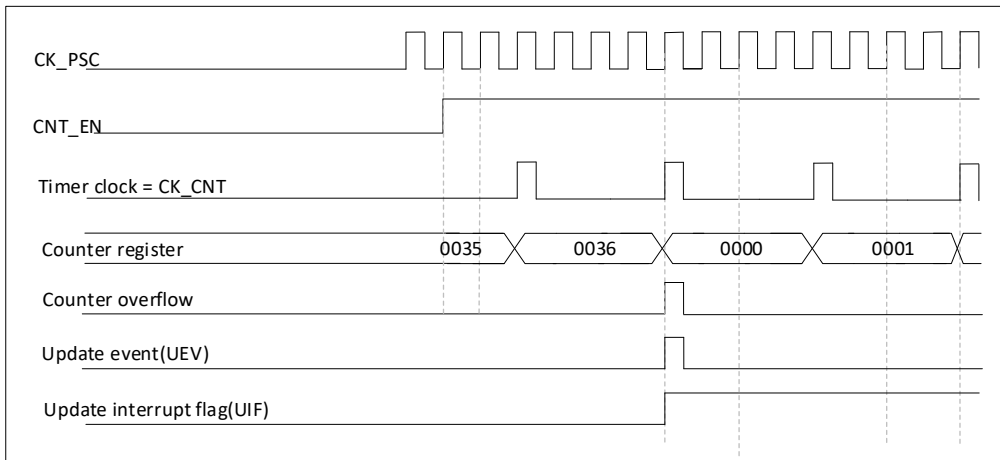 CK_PSC
CNT_EN
Timer clock = CK_CNT
Counter register 0035 0036 0000 0001
Counter overflow
Update event(UEV)
Update interrupt flag(UIF)